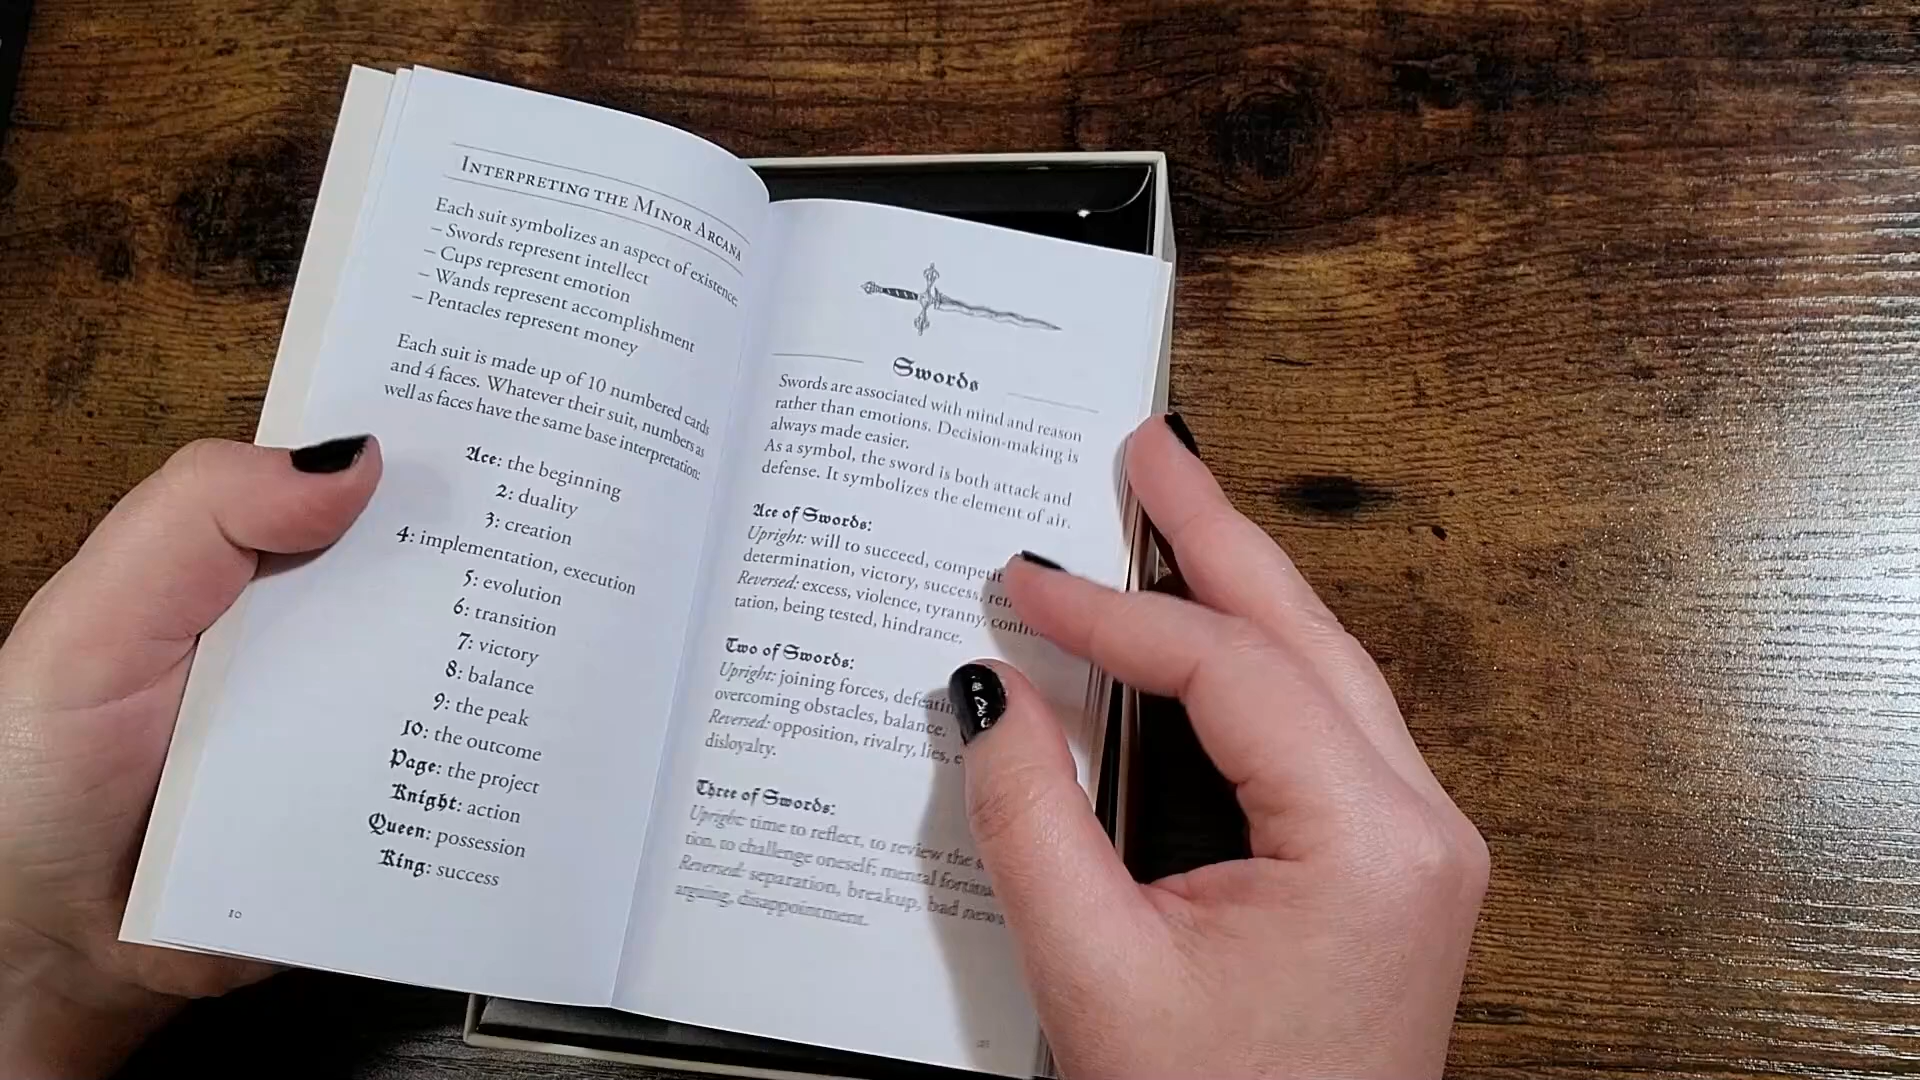 INTERPRETING THE MINOR ARCANA
Each suit symbolizes an aspect of existence:
– Swords represent intellect
– Cups represent emotion
– Wands represent accomplishment
– Pentacles represent money
Each suit is made up of 10 numbered cards
and 4 faces. Whatever their suit, numbers as
well as faces have the same base interpretation:
Ace: the beginning
2: duality
3: creation
4: implementation, execution
5: evolution
6: transition
7: victory
8: balance
9: the peak
10: the outcome
Page: the project
Knight: action
Queen: possession
King: success
10
Swords
Swords are associated with mind and reason
rather than emotions. Decision-making is
always made easier.
As a symbol, the sword is both attack and
defense. It symbolizes the element of air.
Ace of Swords:
Upright: will to succeed,
determination, victory, success,
Reversed: excess, violence, tyranny,
tation, being tested, hindrance.
Two of Swords:
Upright: joining forces,
overcoming obstacles, balance.
Reversed: opposition, rivalry, lies,
disloyalty.
Three of Swords:
Upright: time to reflect, to review the
tion, to challenge oneself; mental
Reversed: separation, breakup, bad news,
arguing, disappointment.